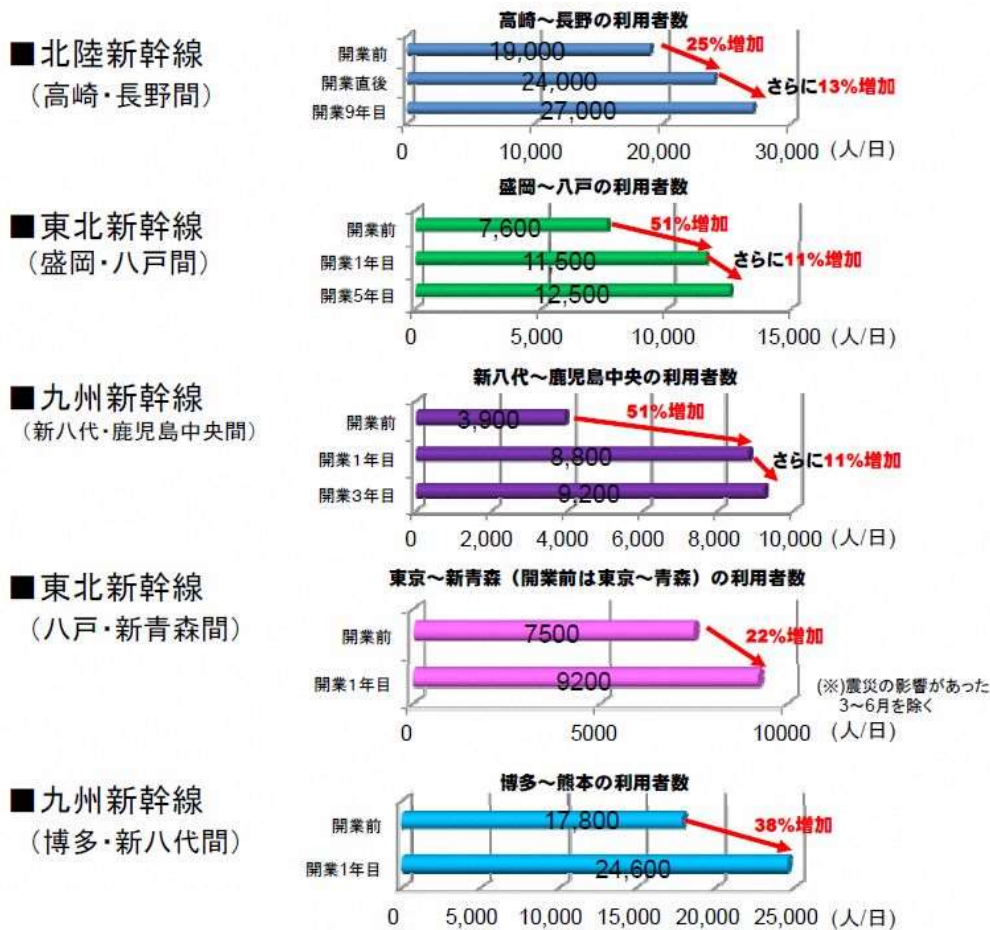 ■北陸新幹線
（高崎・長野間）
高崎～長野の利用者数
開業前
19,000
25%増加
開業直後
24,000
さらに13%増加
開業9年目
27,000
0 10,000 20,000 30,000 (人/日)
■東北新幹線
（盛岡・八戸間）
盛岡～八戸の利用者数
開業前
7,600
51%増加
開業1年目
11,500
さらに11%増加
開業5年目
12,500
0 5,000 10,000 15,000 (人/日)
■九州新幹線
（新八代・鹿児島中央間）
新八代～鹿児島中央の利用者数
開業前
3,900
51%増加
開業1年目
8,800
さらに11%増加
開業3年目
9,200
0 2,000 4,000 6,000 8,000 10,000 (人/日)
■東北新幹線
（八戸・新青森間）
東京～新青森（開業前は東京～青森）の利用者数
開業前
7500
22%増加
開業1年目
9200
(※)震災の影響があった
3～6月を除く
0 5000 10000 (人/日)
■九州新幹線
（博多・新八代間）
博多～熊本の利用者数
開業前
17,800
38%増加
開業1年目
24,600
0 5,000 10,000 15,000 20,000 25,000 (人/日)